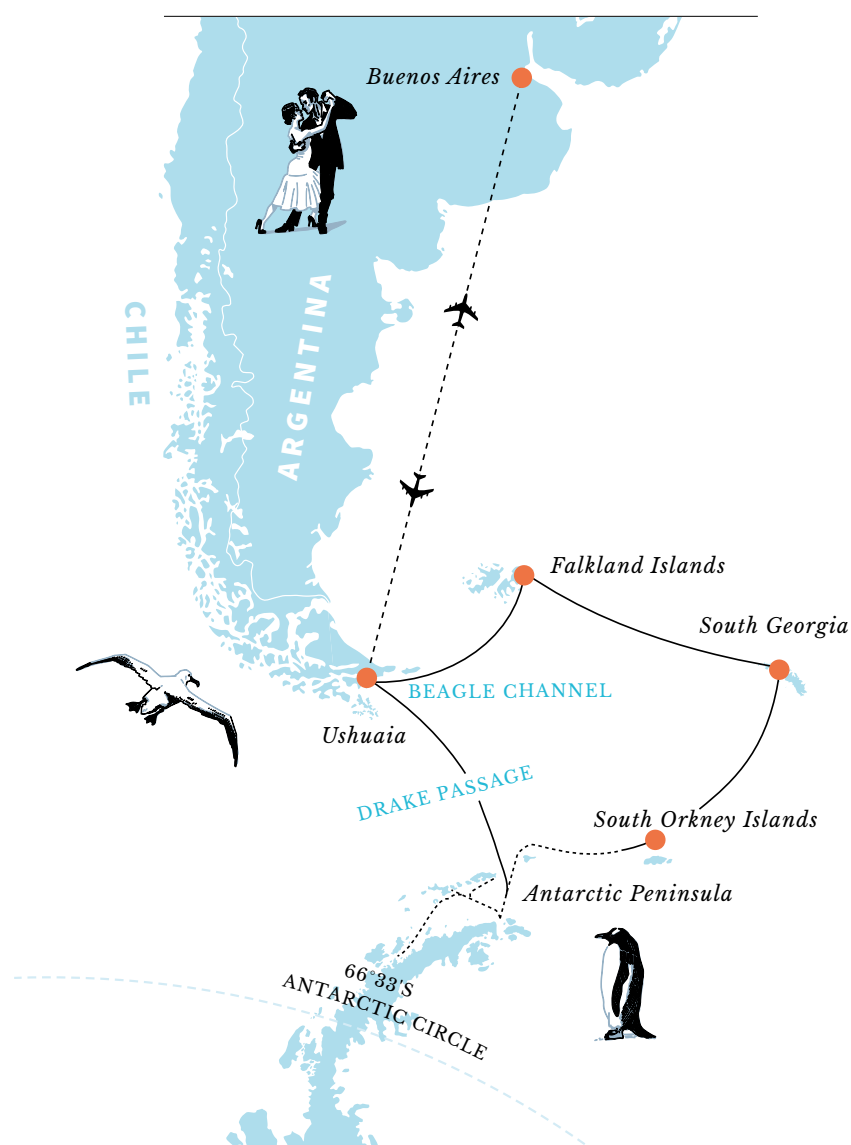 Buenos Aires
CHILE
ARGENTINA
Falkland Islands
South Georgia
BEAGLE CHANNEL
Ushuaia
DRAKE PASSAGE
South Orkney Islands
Antarctic Peninsula
66°33'S
ANTARCTIC CIRCLE